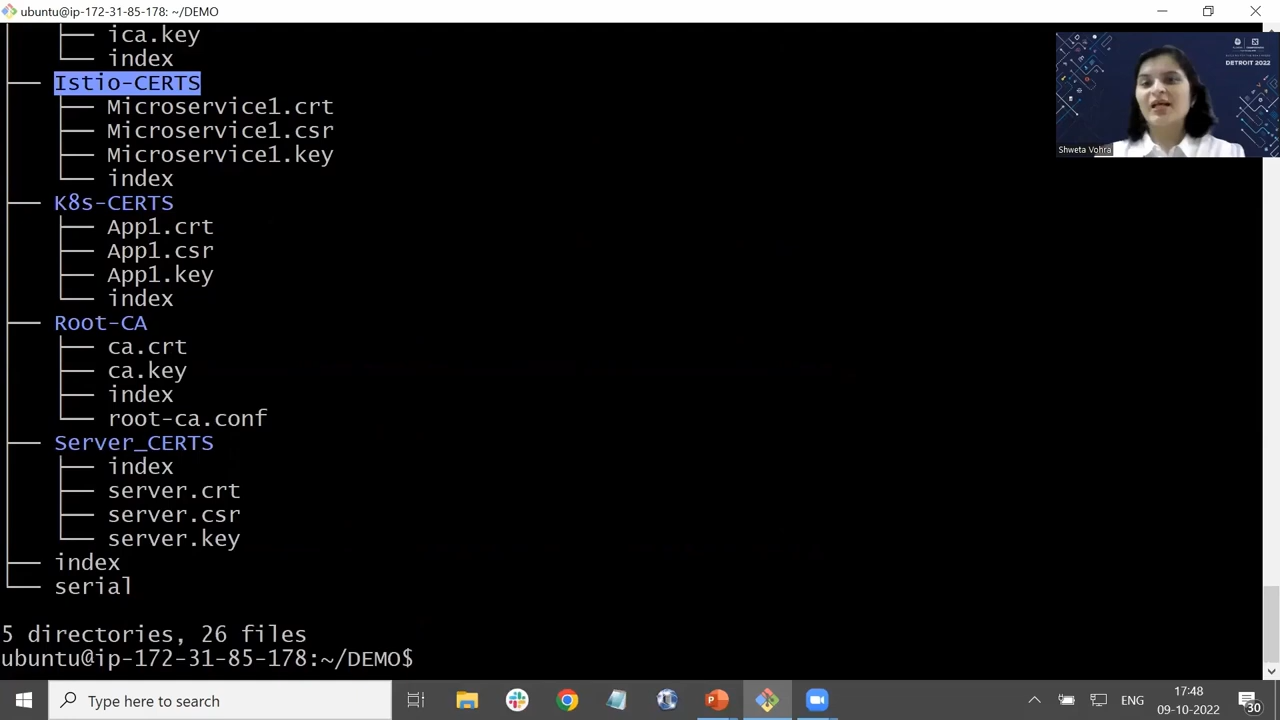 ubuntu@ip-172-31-85-178: ~/DEMO
├── ica.key
└── index
├── Istio-CERTS
├── Microservice1.crt
├── Microservice1.csr
├── Microservice1.key
└── index
├── K8s-CERTS
├── App1.crt
├── App1.csr
├── App1.key
└── index
├── Root-CA
├── ca.crt
├── ca.key
├── index
└── root-ca.conf
├── Server_CERTS
├── index
├── server.crt
├── server.csr
└── server.key
├── index
└── serial
5 directories, 26 files
ubuntu@ip-172-31-85-178:~/DEMO$
DETROIT 2022
Shweta Vohra
Type here to search
ENG
17:48
09-10-2022
30